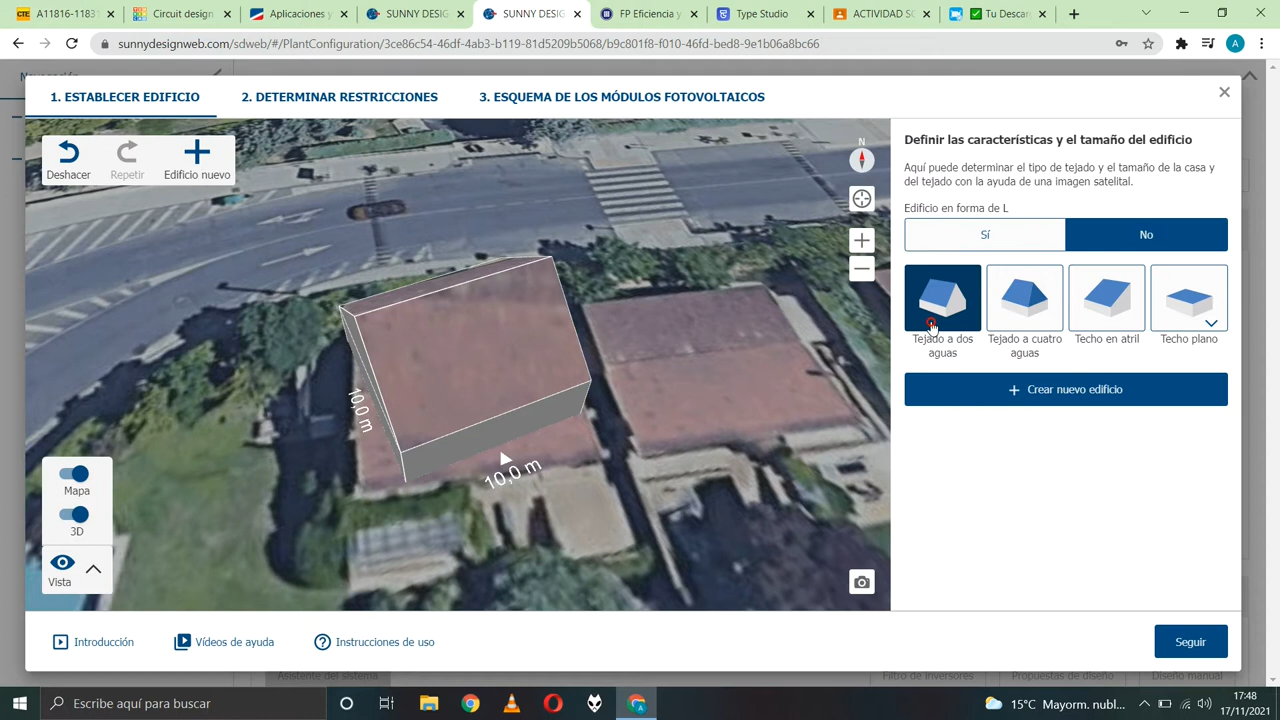 A11816-11831
Circuit design
Aplicaciones y
SUNNY DESIG
SUNNY DESIG
FP Eficiencia y
Type Studio
ACTIVIDAD SO
Tu Descar
sunnydesignweb.com/sdweb/#/PlantConfiguration/3ce86c54-46df-4ab3-b119-81d5209b5068/b9c801f8-f010-46fd-bed8-9e1b06a8bc66
A
1. ESTABLECER EDIFICIO
2. DETERMINAR RESTRICCIONES
3. ESQUEMA DE LOS MÓDULOS FOTOVOLTAICOS
Deshacer
Repetir
Edificio nuevo
N
Definir las características y el tamaño del edificio
Aquí puede determinar el tipo de tejado y el tamaño de la casa y
del tejado con la ayuda de una imagen satelital.
Edificio en forma de L
Sí
No
Tejado a dos
aguas
Tejado a cuatro
aguas
Techo en atril
Techo plano
Crear nuevo edificio
10,0 m
10,0 m
Mapa
3D
Vista
Introducción
Vídeos de ayuda
Instrucciones de uso
Seguir
Asistente del sistema
Filtro de inversores
Propuestas de diseño
Diseño manual
Escribe aquí para buscar
15°C Mayorm. nubl...
17:48
17/11/2021